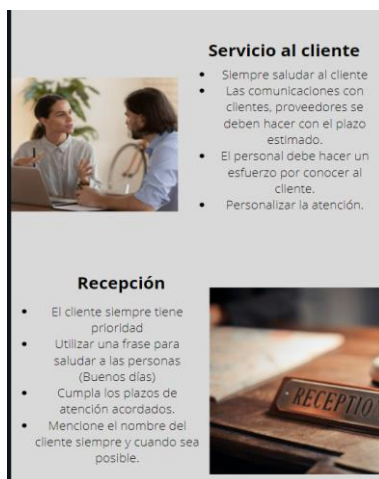 Servicio al cliente
• Siempre saludar al cliente
• Las comunicaciones con
clientes, proveedores se
deben hacer con el plazo
estimado.
• El personal debe hacer un
esfuerzo por conocer al
cliente.
• Personalizar la atención.
Recepción
• El cliente siempre tiene
prioridad
• Utilizar una frase para
saludar a las personas
(Buenos días)
• Cumpla los plazos de
atención acordados.
• Mencione el nombre del
cliente siempre y cuando sea
posible.
RECEPTIO